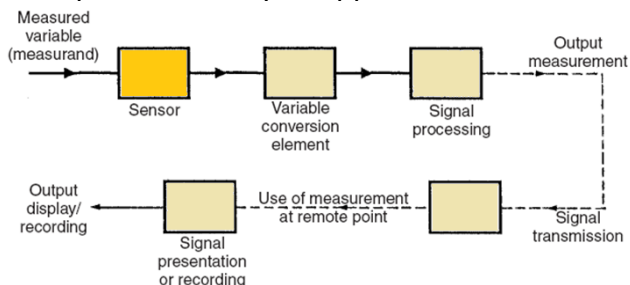 Measured
variable
(measurand)
Sensor
Variable
conversion
element
Signal
processing
Output
measurement
Output
display/
recording
Signal
presentation
or recording
Use of measurement
at remote point
Signal
transmission